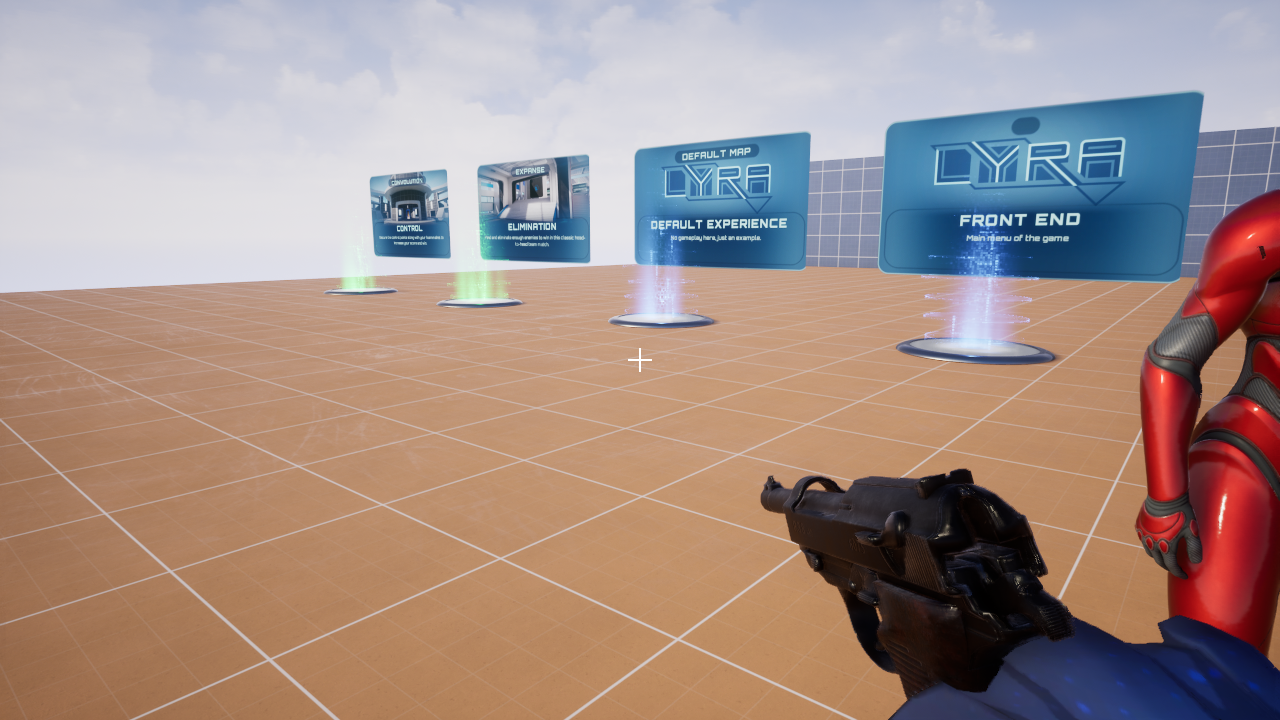 CONVOLUTION
CONTROL
EXPANSE
ELIMINATION
DEFAULT MAP
LYRA
DEFAULT EXPERIENCE
No gameplay here, just an example.
LYRA
FRONT END
Main menu of the game